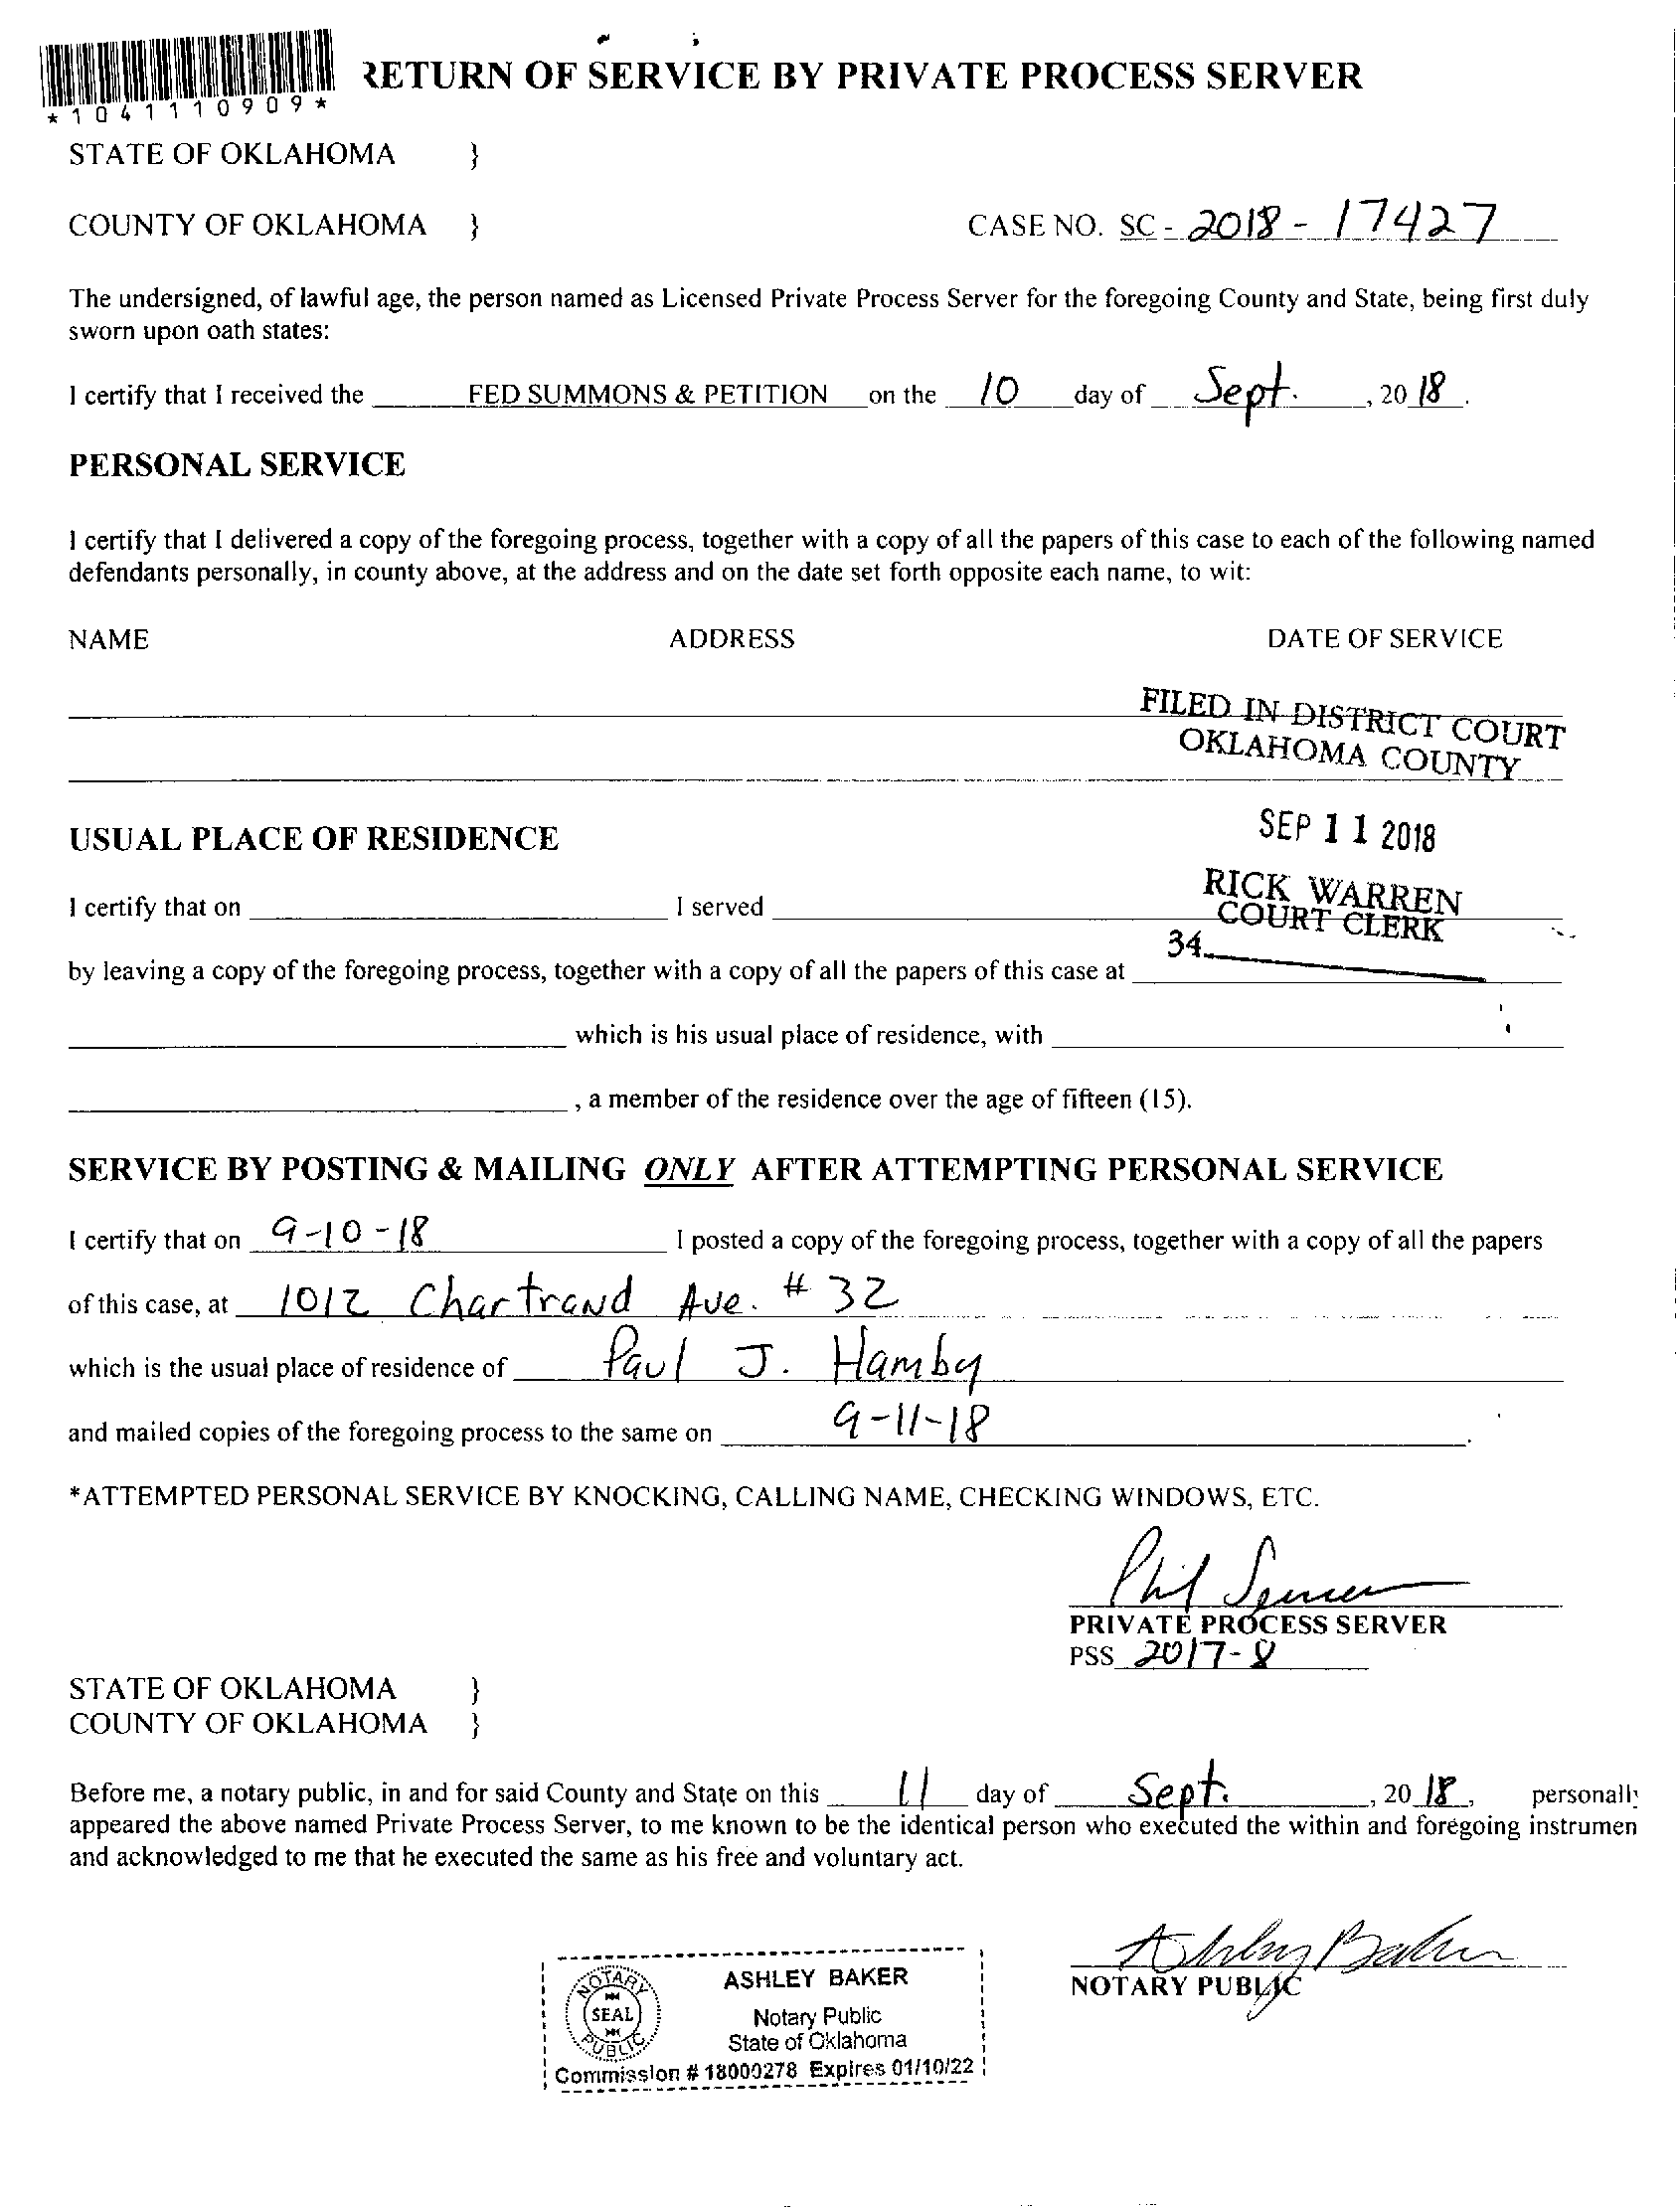 RETURN OF SERVICE BY PRIVATE PROCESS SERVER
*1041110909*
STATE OF OKLAHOMA }
COUNTY OF OKLAHOMA } CASE NO. SC - 2018 - 17427
The undersigned, of lawful age, the person named as Licensed Private Process Server for the foregoing County and State, being first duly
sworn upon oath states:
I certify that I received the FED SUMMONS & PETITION on the 10 day of Sept. , 20 18 .
PERSONAL SERVICE
I certify that I delivered a copy of the foregoing process, together with a copy of all the papers of this case to each of the following named
defendants personally, in county above, at the address and on the date set forth opposite each name, to wit:
NAME ADDRESS DATE OF SERVICE
FILED IN DISTRICT COURT
OKLAHOMA COUNTY
SEP 11 2018
RICK WARREN
COURT CLERK
34
USUAL PLACE OF RESIDENCE
I certify that on I served
by leaving a copy of the foregoing process, together with a copy of all the papers of this case at
which is his usual place of residence, with
, a member of the residence over the age of fifteen (15).
SERVICE BY POSTING & MAILING ONLY AFTER ATTEMPTING PERSONAL SERVICE
I certify that on 9-10-18 I posted a copy of the foregoing process, together with a copy of all the papers
of this case, at 1012 Chartrand Ave. # 32
which is the usual place of residence of Paul J. Hamby
and mailed copies of the foregoing process to the same on 9-11-18 .
*ATTEMPTED PERSONAL SERVICE BY KNOCKING, CALLING NAME, CHECKING WINDOWS, ETC.
Phil Spencer
PRIVATE PROCESS SERVER
PSS 2017-8
STATE OF OKLAHOMA }
COUNTY OF OKLAHOMA }
Before me, a notary public, in and for said County and State on this 11 day of Sept. , 20 18 , personally
appeared the above named Private Process Server, to me known to be the identical person who executed the within and foregoing instrumen
and acknowledged to me that he executed the same as his free and voluntary act.
Ashley Baker
NOTARY PUBLIC
NOTARY SEAL PUBLIC
ASHLEY BAKER
Notary Public
State of Oklahoma
Commission # 18000278 Expires 01/10/22